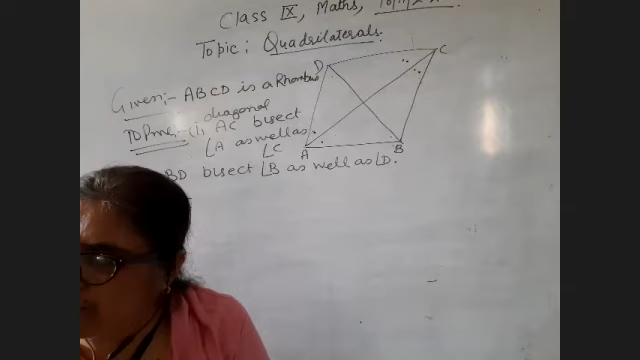 Class IX, Maths,
Topic: Quadrilaterals.
Given:- ABCD is a Rhombus
TO Prove:- (i) diagonal AC bisect
∠A as well as
∠C
BD bisect ∠B as well as ∠D.
D
C
A
B